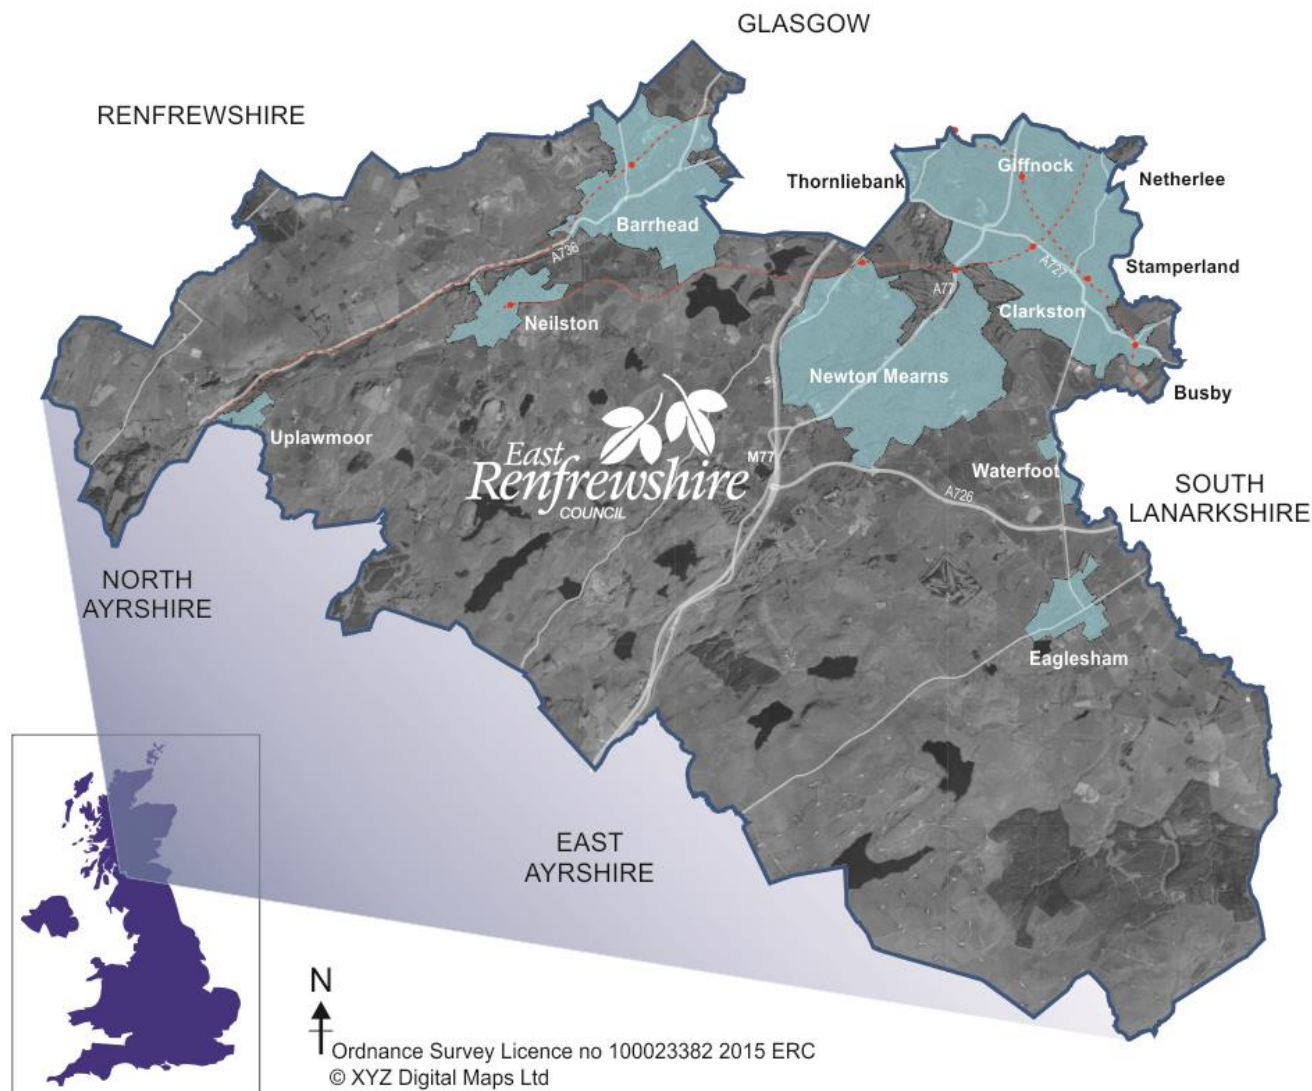 GLASGOW
RENFREWSHIRE
Giffnock
Thornliebank
Netherlee
Barrhead
A736
A727
Stamperland
A77
Clarkston
Neilston
Newton Mearns
Busby
Uplawmoor
East
Renfrewshire
COUNCIL
M77
Waterfoot
A726
SOUTH
LANARKSHIRE
NORTH
AYRSHIRE
Eaglesham
EAST
AYRSHIRE
N
Ordnance Survey Licence no 100023382 2015 ERC
© XYZ Digital Maps Ltd